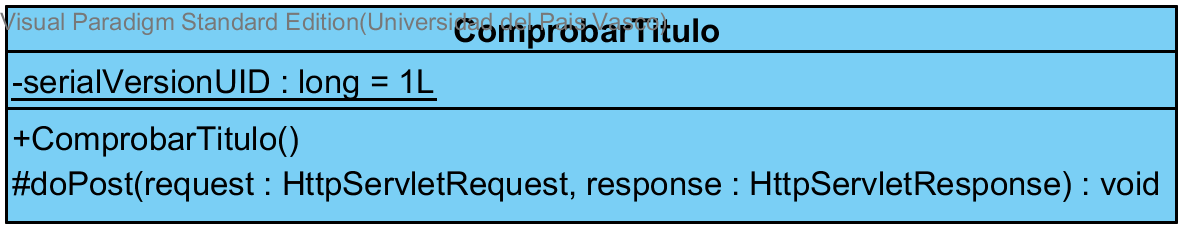 Visual Paradigm Standard Edition(Universidad del Pais Vasco)
ComprobarTitulo
-serialVersionUID : long = 1L
+ComprobarTitulo()
#doPost(request : HttpServletRequest, response : HttpServletResponse) : void